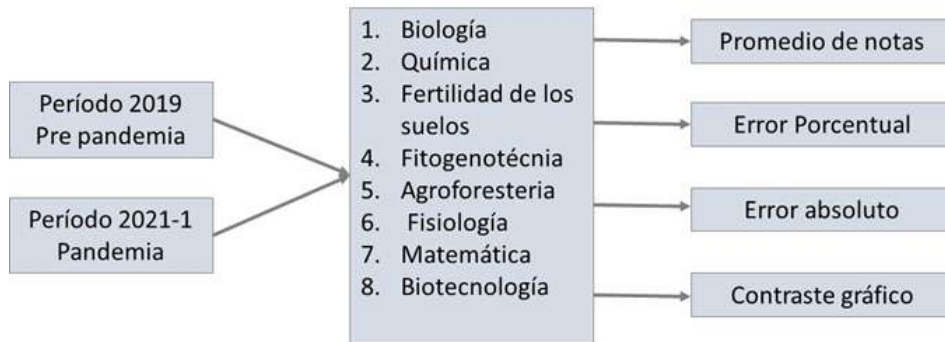 Período 2019
Pre pandemia
Período 2021-1
Pandemia
1. Biología
2. Química
3. Fertilidad de los
suelos
4. Fitogenotécnia
5. Agroforesteria
6. Fisiología
7. Matemática
8. Biotecnología
Promedio de notas
Error Porcentual
Error absoluto
Contraste gráfico